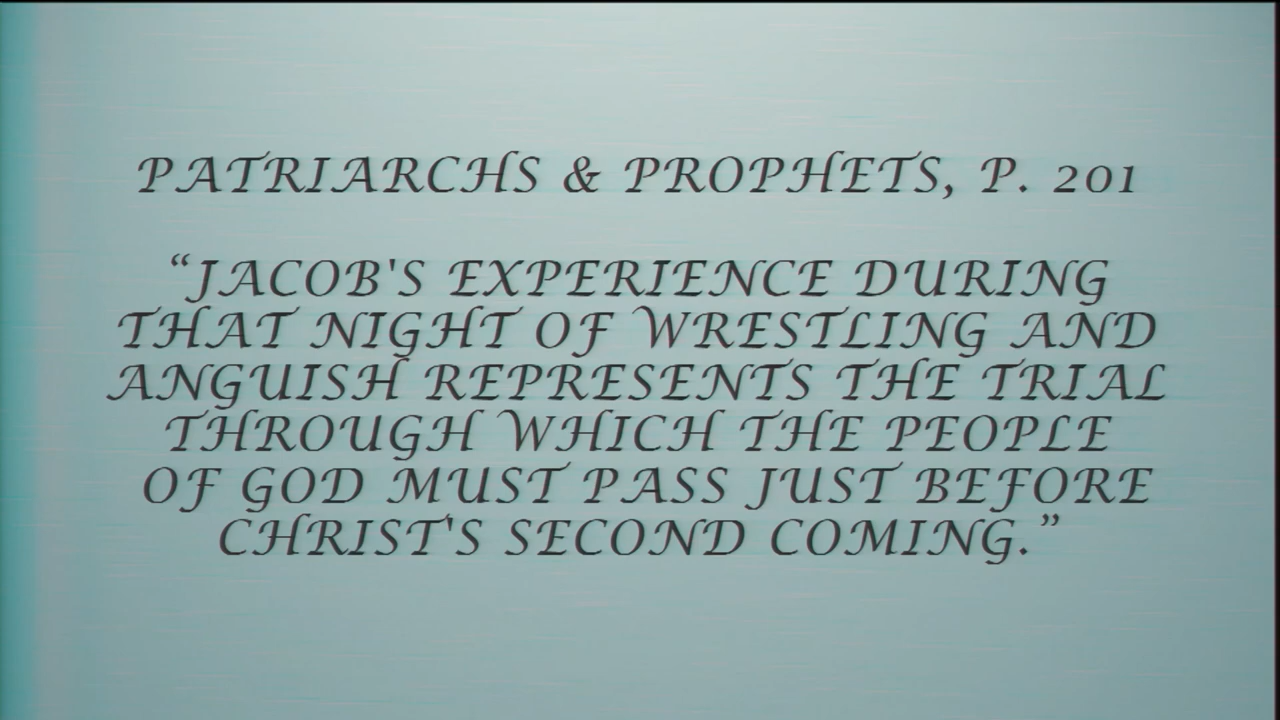 PATRIARCHS & PROPHETS, P. 201
“JACOB'S EXPERIENCE DURING
THAT NIGHT OF WRESTLING AND
ANGUISH REPRESENTS THE TRIAL
THROUGH WHICH THE PEOPLE
OF GOD MUST PASS JUST BEFORE
CHRIST'S SECOND COMING.”